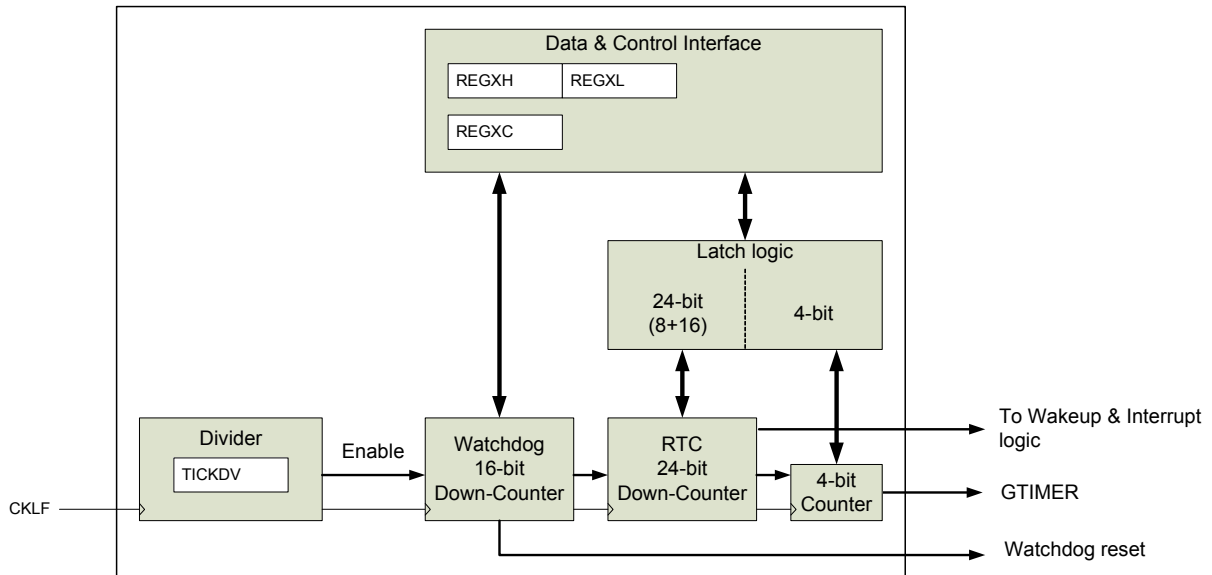 Data & Control Interface
REGXH
REGXL
REGXC
Latch logic
24-bit
(8+16)
4-bit
Divider
TICKDV
Enable
Watchdog
16-bit
Down-Counter
RTC
24-bit
Down-Counter
4-bit
Counter
To Wakeup & Interrupt
logic
GTIMER
CKLF
Watchdog reset